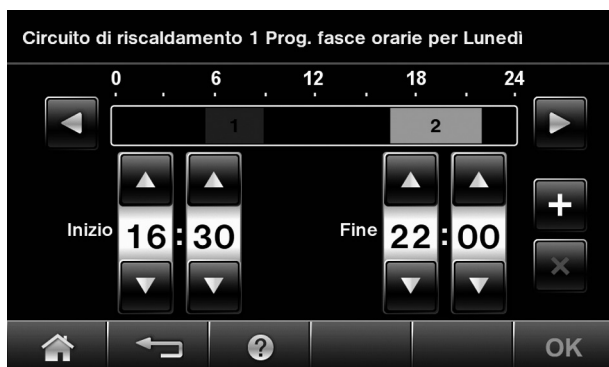 Circuito di riscaldamento 1 Prog. fasce orarie per Lunedì
0 6 12 18 24
1 2
Inizio 16:30 Fine 22:00
OK